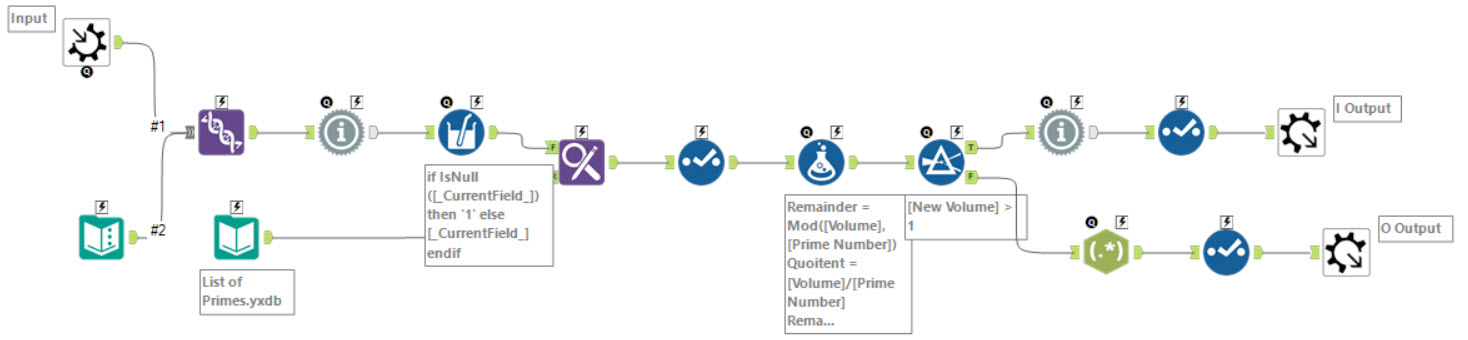 Input
#1
#2
List of
Primes.yxdb
if IsNull
([_CurrentField_])
then '1' else
[_CurrentField_]
endif
F
R
Remainder =
Mod([Volume],
[Prime Number])
Quoitent =
[Volume]/[Prime
Number]
Rema...
[New Volume] >
1
T
F
I Output
(.*)
O Output